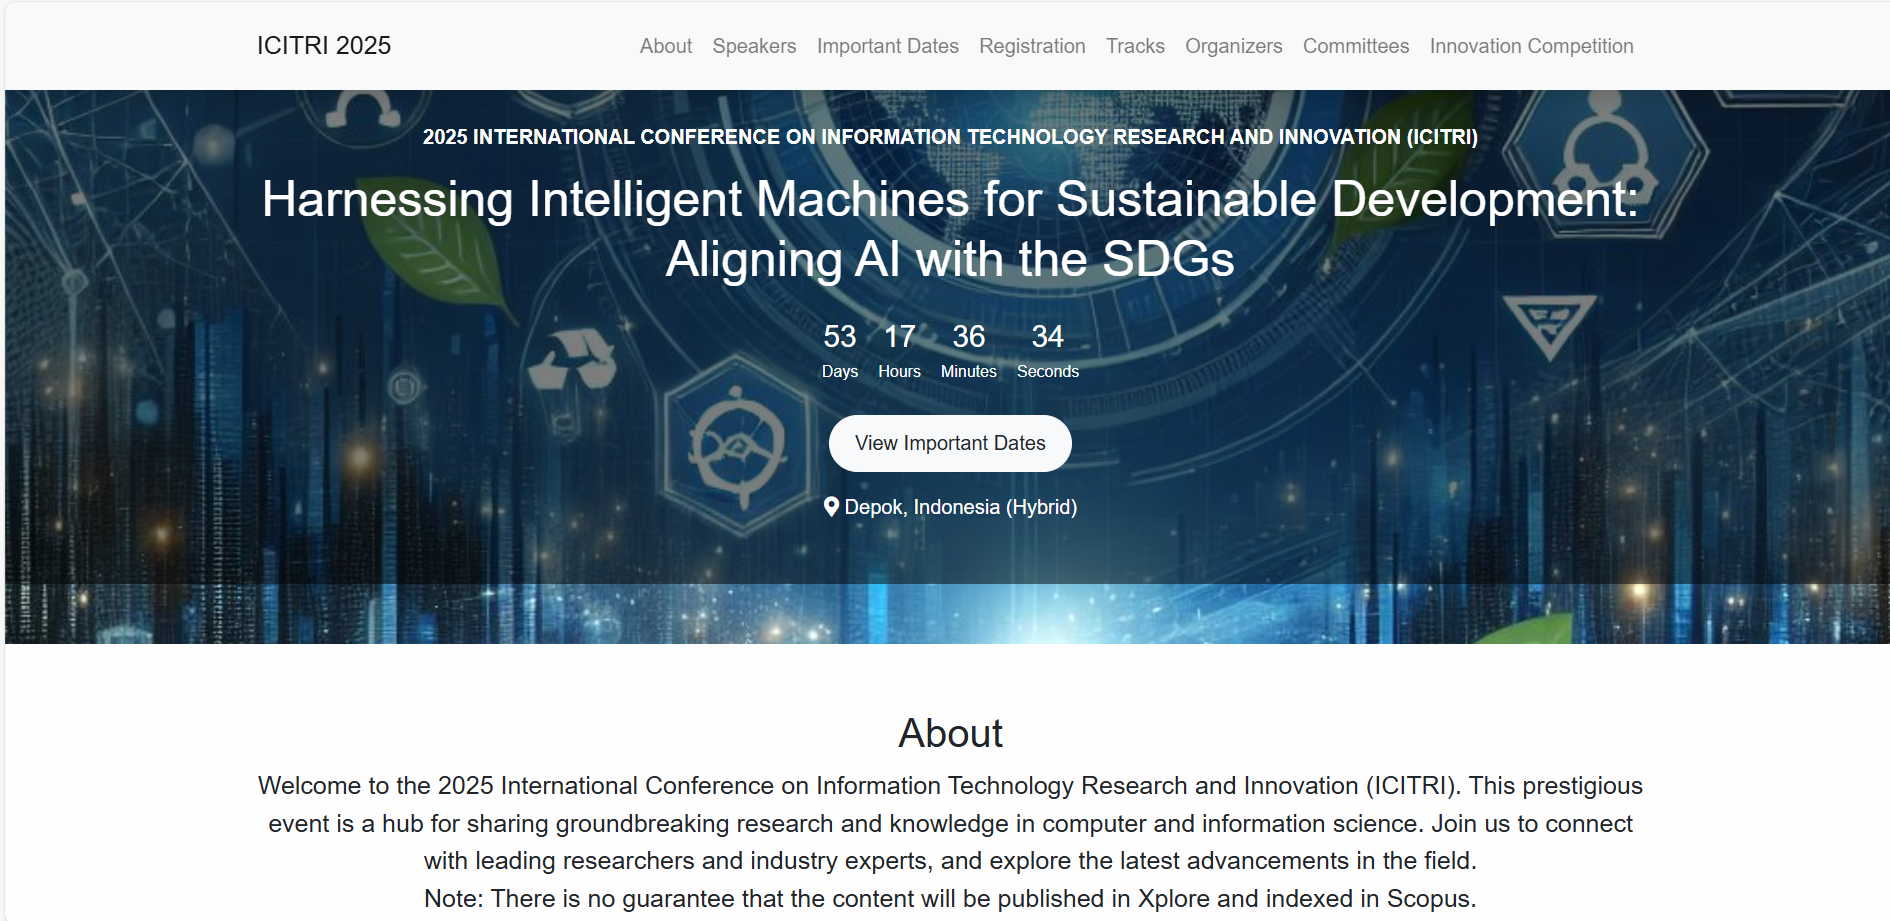 ICITRI 2025
About Speakers Important Dates Registration Tracks Organizers Committees Innovation Competition
2025 INTERNATIONAL CONFERENCE ON INFORMATION TECHNOLOGY RESEARCH AND INNOVATION (ICITRI)
Harnessing Intelligent Machines for Sustainable Development:
Aligning AI with the SDGs
53 17 36 34
Days Hours Minutes Seconds
View Important Dates
Depok, Indonesia (Hybrid)
About
Welcome to the 2025 International Conference on Information Technology Research and Innovation (ICITRI). This prestigious
event is a hub for sharing groundbreaking research and knowledge in computer and information science. Join us to connect
with leading researchers and industry experts, and explore the latest advancements in the field.
Note: There is no guarantee that the content will be published in Xplore and indexed in Scopus.